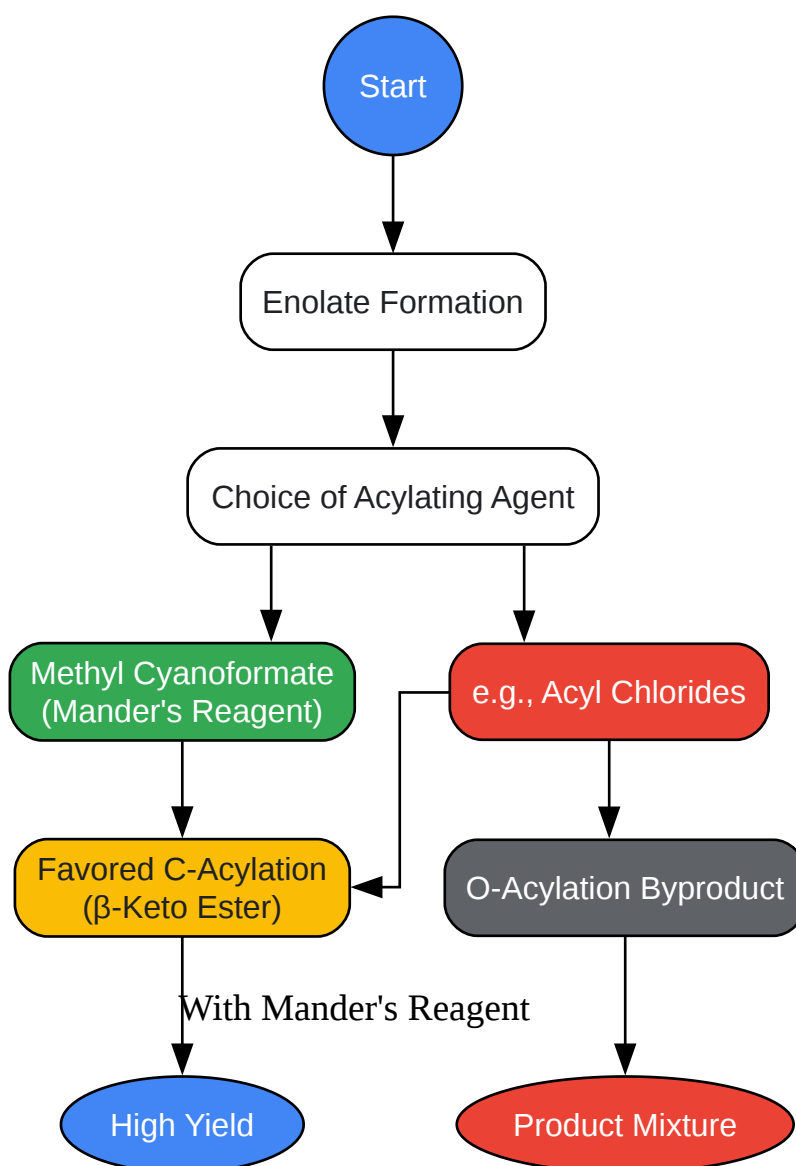 Start
Enolate Formation
Choice of Acylating Agent
Methyl Cyanoformate
(Mander's Reagent)
e.g., Acyl Chlorides
Favored C-Acylation
(β-Keto Ester)
O-Acylation Byproduct
With Mander's Reagent
High Yield
Product Mixture